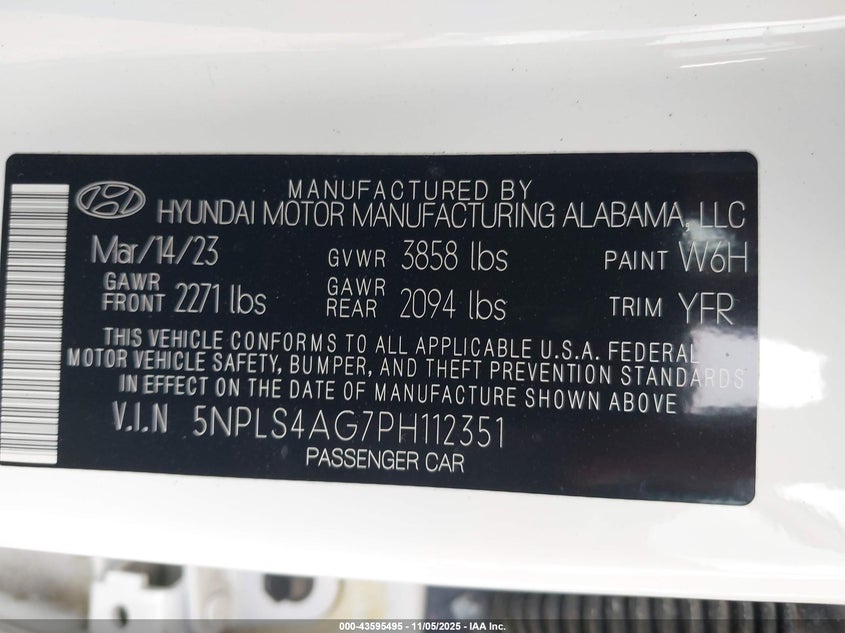 MANUFACTURED BY
HYUNDAI MOTOR MANUFACTURING ALABAMA, LLC
Mar/14/23 GVWR 3858 lbs PAINT W6H
GAWR FRONT 2271 lbs GAWR REAR 2094 lbs TRIM YFR
THIS VEHICLE CONFORMS TO ALL APPLICABLE U.S.A. FEDERAL
MOTOR VEHICLE SAFETY, BUMPER, AND THEFT PREVENTION STANDARDS
IN EFFECT ON THE DATE OF MANUFACTURE SHOWN ABOVE
V.I.N 5NPLS4AG7PH112351
PASSENGER CAR
000-43595495 - 11/05/2025 - IAA Inc.